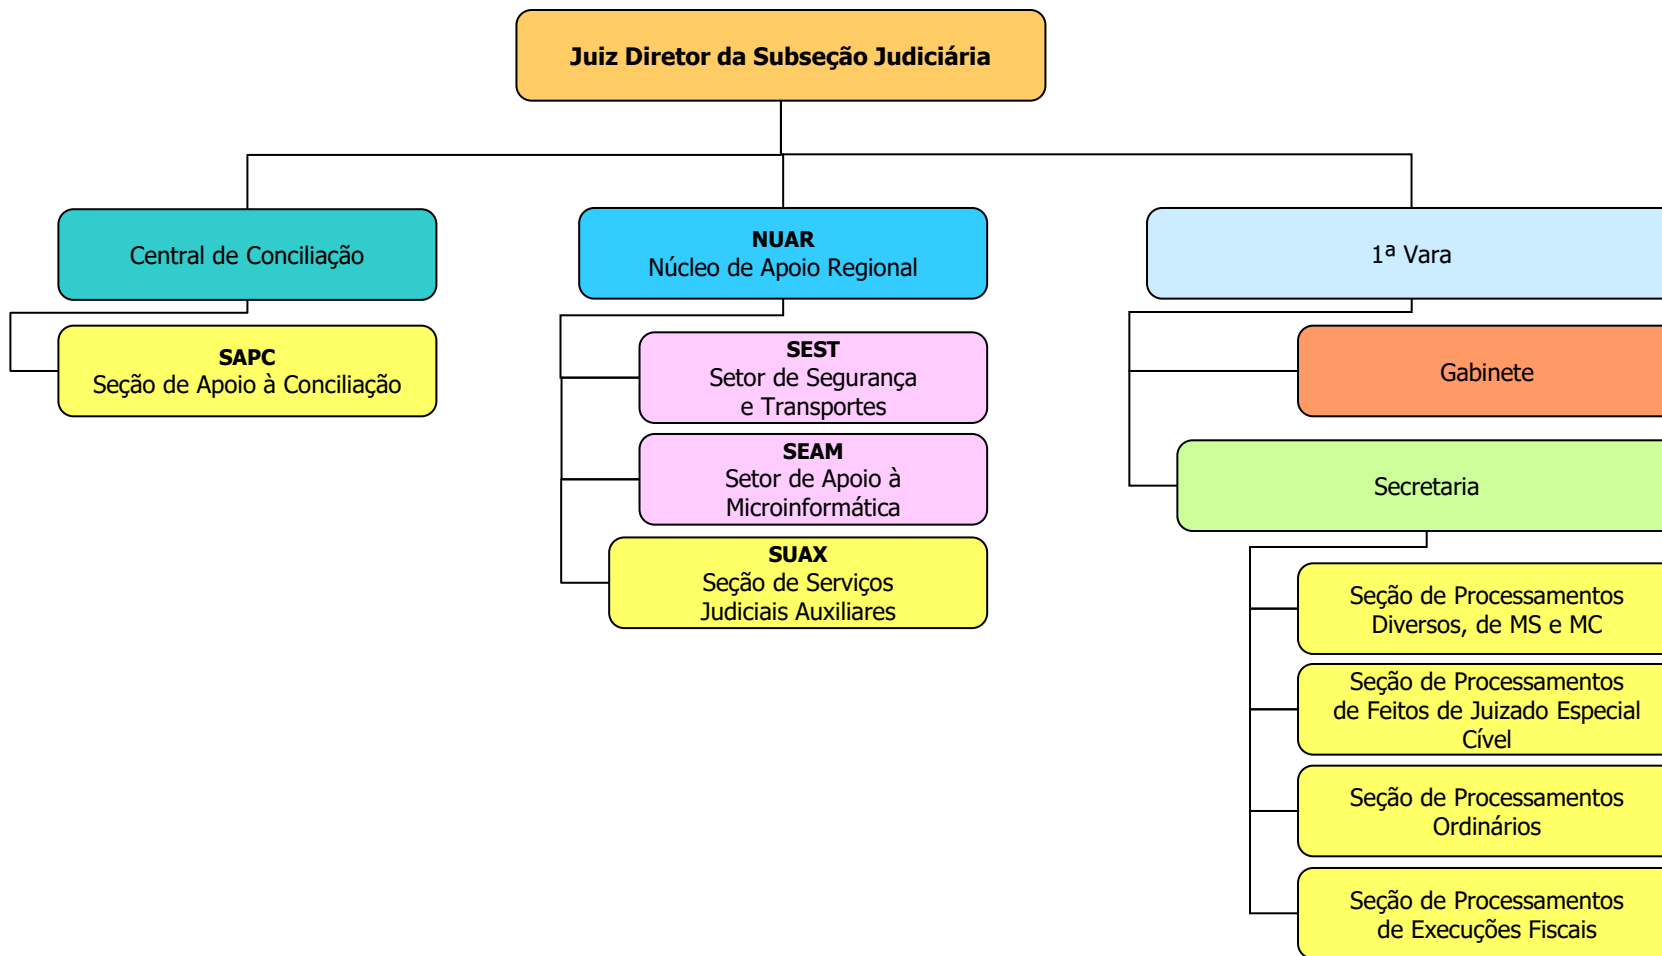 Juiz Diretor da Subseção Judiciária
Central de Conciliação
SAPC
Seção de Apoio à Conciliação
NUAR
Núcleo de Apoio Regional
SEST
Setor de Segurança
e Transportes
SEAM
Setor de Apoio à
Microinformática
SUAX
Seção de Serviços
Judiciais Auxiliares
1ª Vara
Gabinete
Secretaria
Seção de Processamentos
Diversos, de MS e MC
Seção de Processamentos
de Feitos de Juizado Especial
Cível
Seção de Processamentos
Ordinários
Seção de Processamentos
de Execuções Fiscais